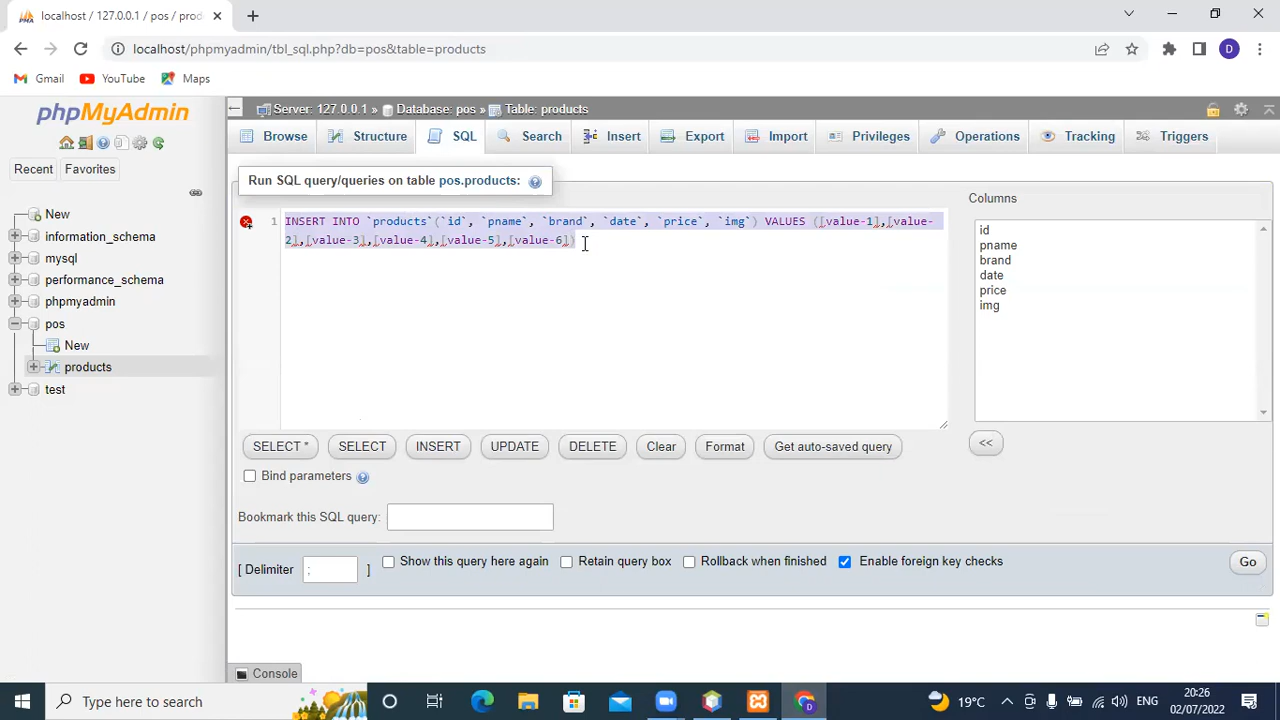 localhost / 127.0.0.1 / pos / prod
localhost/phpmyadmin/tbl_sql.php?db=pos&table=products
D
Gmail
YouTube
Maps
phpMyAdmin
Recent
Favorites
New
information_schema
mysql
performance_schema
phpmyadmin
pos
New
products
test
Server: 127.0.0.1 » Database: pos » Table: products
Browse
Structure
SQL
Search
Insert
Export
Import
Privileges
Operations
Tracking
Triggers
Run SQL query/queries on table pos.products:
1 INSERT INTO `products`(`id`, `pname`, `brand`, `date`, `price`, `img`) VALUES ([value-1],[value-
2],[value-3],[value-4],[value-5],[value-6])
Columns
id
pname
brand
date
price
img
SELECT *
SELECT
INSERT
UPDATE
DELETE
Clear
Format
Get auto-saved query
<<
Bind parameters
Bookmark this SQL query:
[ Delimiter ; ]
Show this query here again
Retain query box
Rollback when finished
Enable foreign key checks
Go
Console
Type here to search
19°C
ENG
20:26
02/07/2022